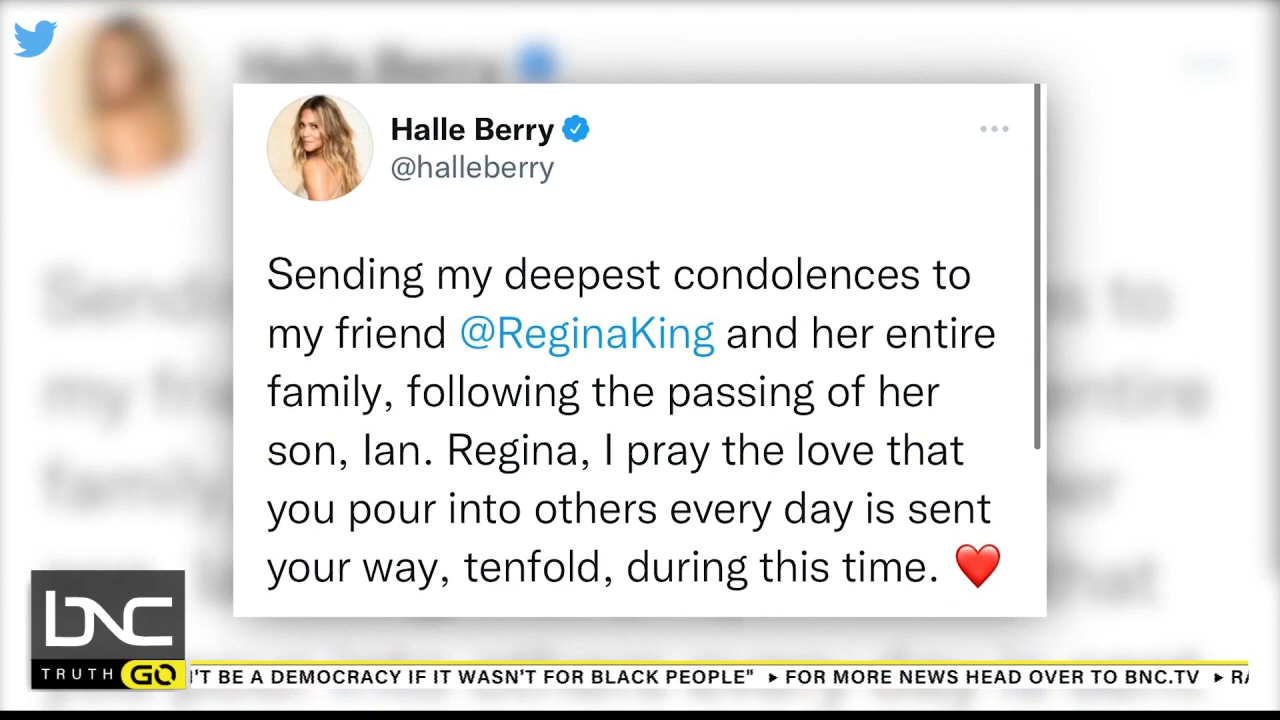 Halle Berry
@halleberry
Sending my deepest condolences to
my friend @ReginaKing and her entire
family, following the passing of her
son, Ian. Regina, I pray the love that
you pour into others every day is sent
your way, tenfold, during this time. ❤️
bnc
TRUTH GO
'T BE A DEMOCRACY IF IT WASN'T FOR BLACK PEOPLE" ▸ FOR MORE NEWS HEAD OVER TO BNC.TV ▸ RA